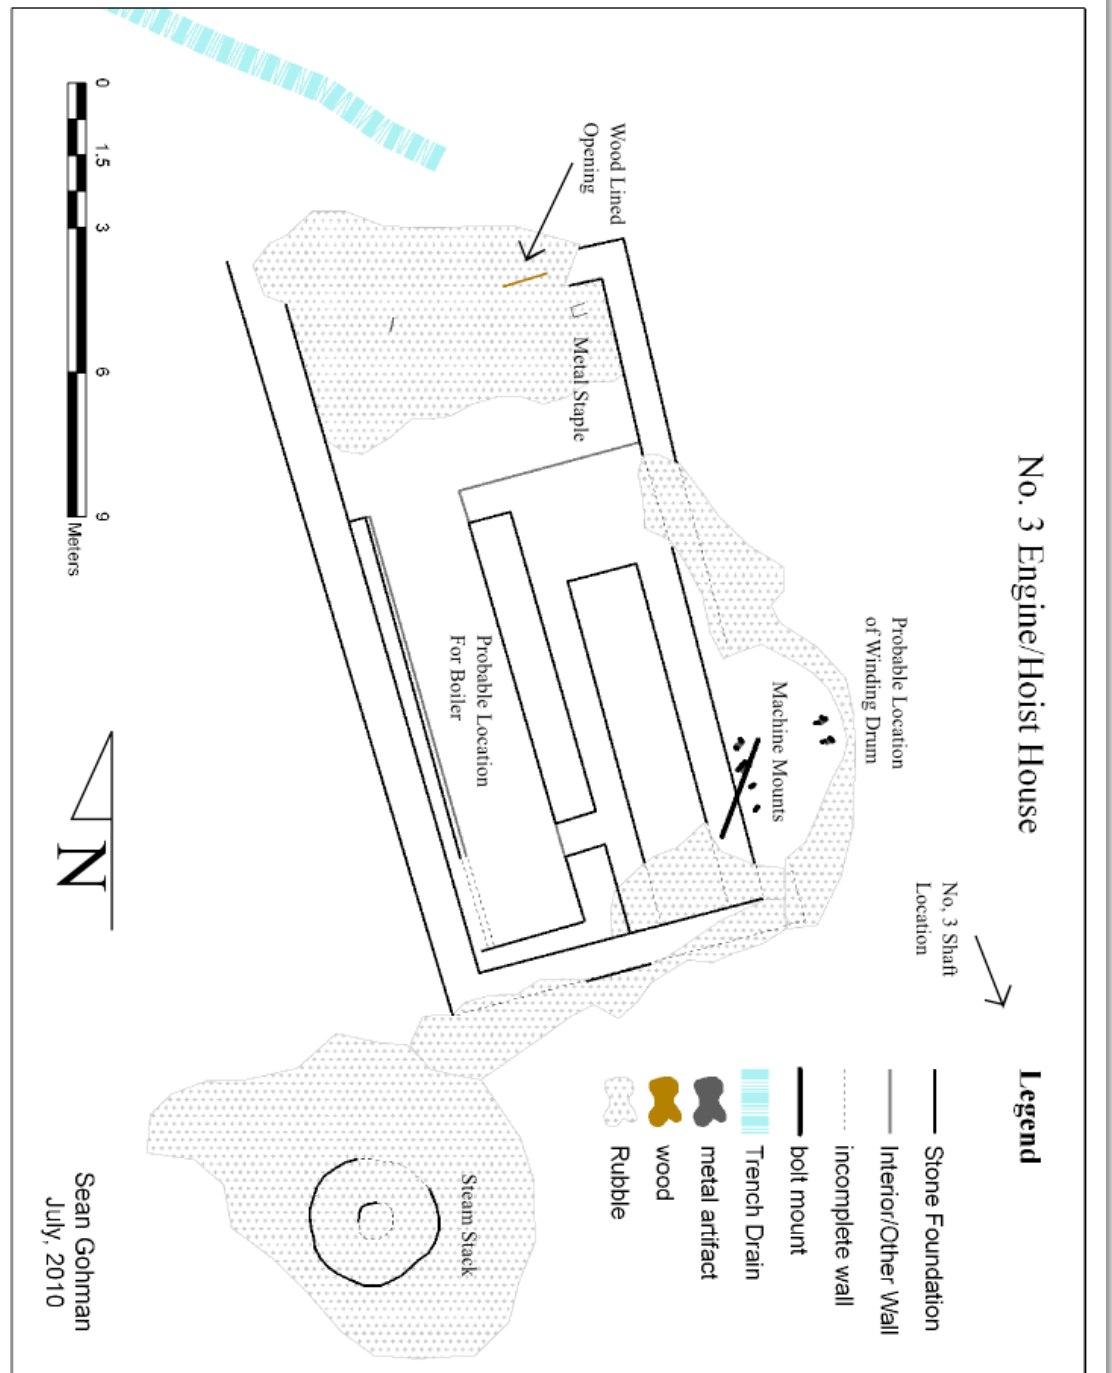 No. 3 Engine/Hoist House
No, 3 Shaft
Location
Probable Location
of Winding Drum
Machine Mounts
Wood Lined
Opening
Metal Staple
Probable Location
For Boiler
Steam Stack
Legend
Stone Foundation
Interior/Other Wall
incomplete wall
bolt mount
Trench Drain
metal artifact
wood
Rubble
0
1.5
3
6
9
Meters
N
Sean Gohman
July, 2010